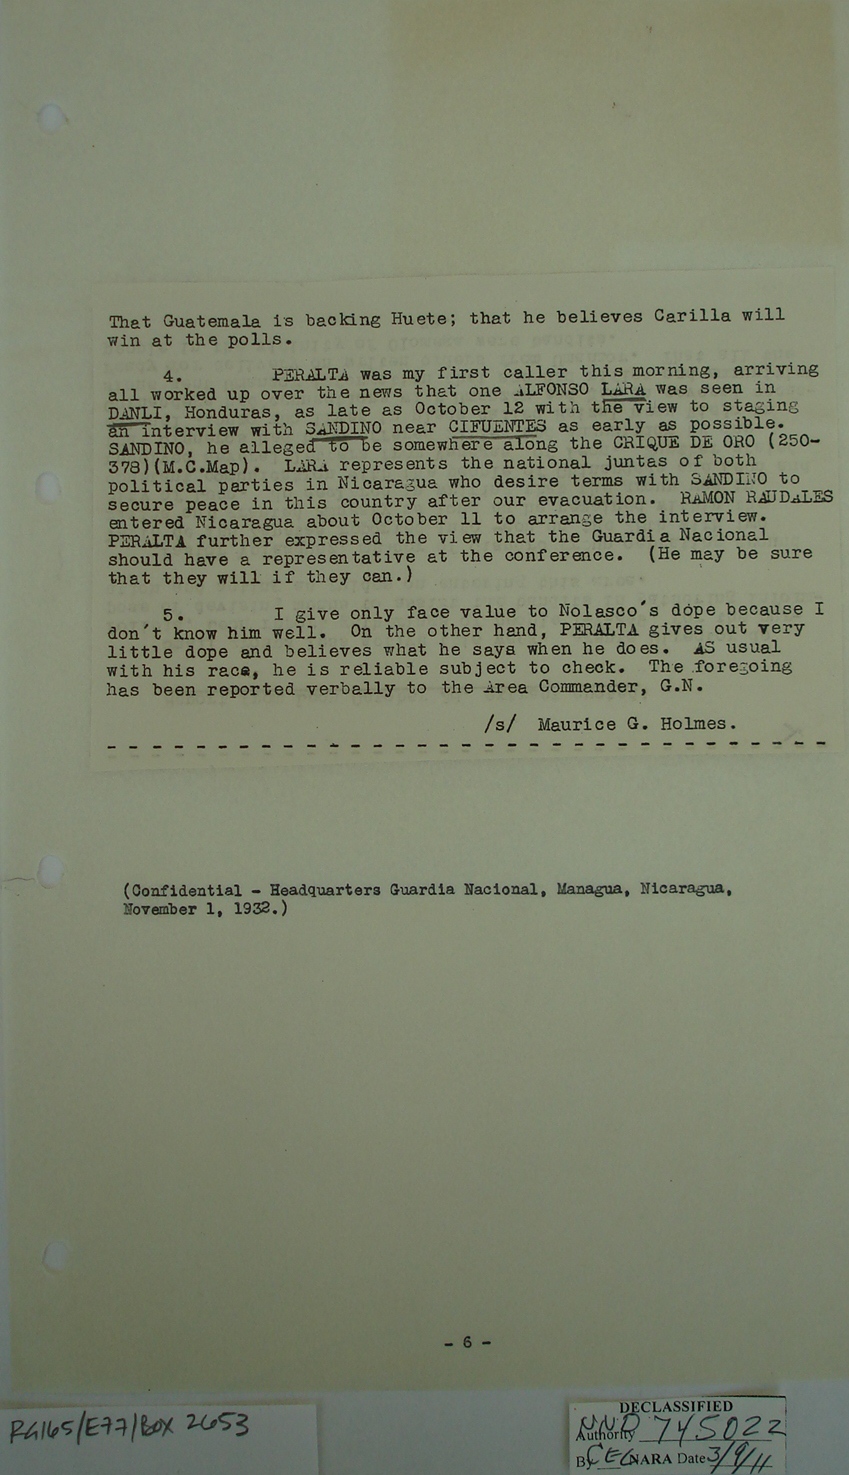 That Guatemala is backing Huete; that he believes Carilla will
win at the polls.
4. PERALTA was my first caller this morning, arriving
all worked up over the news that one ALFONSO LARA was seen in
DANLI, Honduras, as late as October 12 with the view to staging
an interview with SANDINO near CIFUENTES as early as possible.
SANDINO, he alleged to be somewhere along the CRIQUE DE ORO (250-
378)(M.C.Map). LARA represents the national juntas of both
political parties in Nicaragua who desire terms with SANDINO to
secure peace in this country after our evacuation. RAMON RAUDALES
entered Nicaragua about October 11 to arrange the interview.
PERALTA further expressed the view that the Guardia Nacional
should have a representative at the conference. (He may be sure
that they will if they can.)
5. I give only face value to Nolasco's dope because I
don't know him well. On the other hand, PERALTA gives out very
little dope and believes what he says when he does. AS usual
with his race, he is reliable subject to check. The foregoing
has been reported verbally to the Area Commander, G.N.
/s/ Maurice G. Holmes.
- - - - - - - - - - - - - - - - - - - - - - - - - - - - - - - - -
(Confidential - Headquarters Guardia Nacional, Managua, Nicaragua,
November 1, 1932.)
- 6 -
RG165/E77/BOX 2653
DECLASSIFIED
Authority NND 745022
By CEC NARA Date 3/9/11